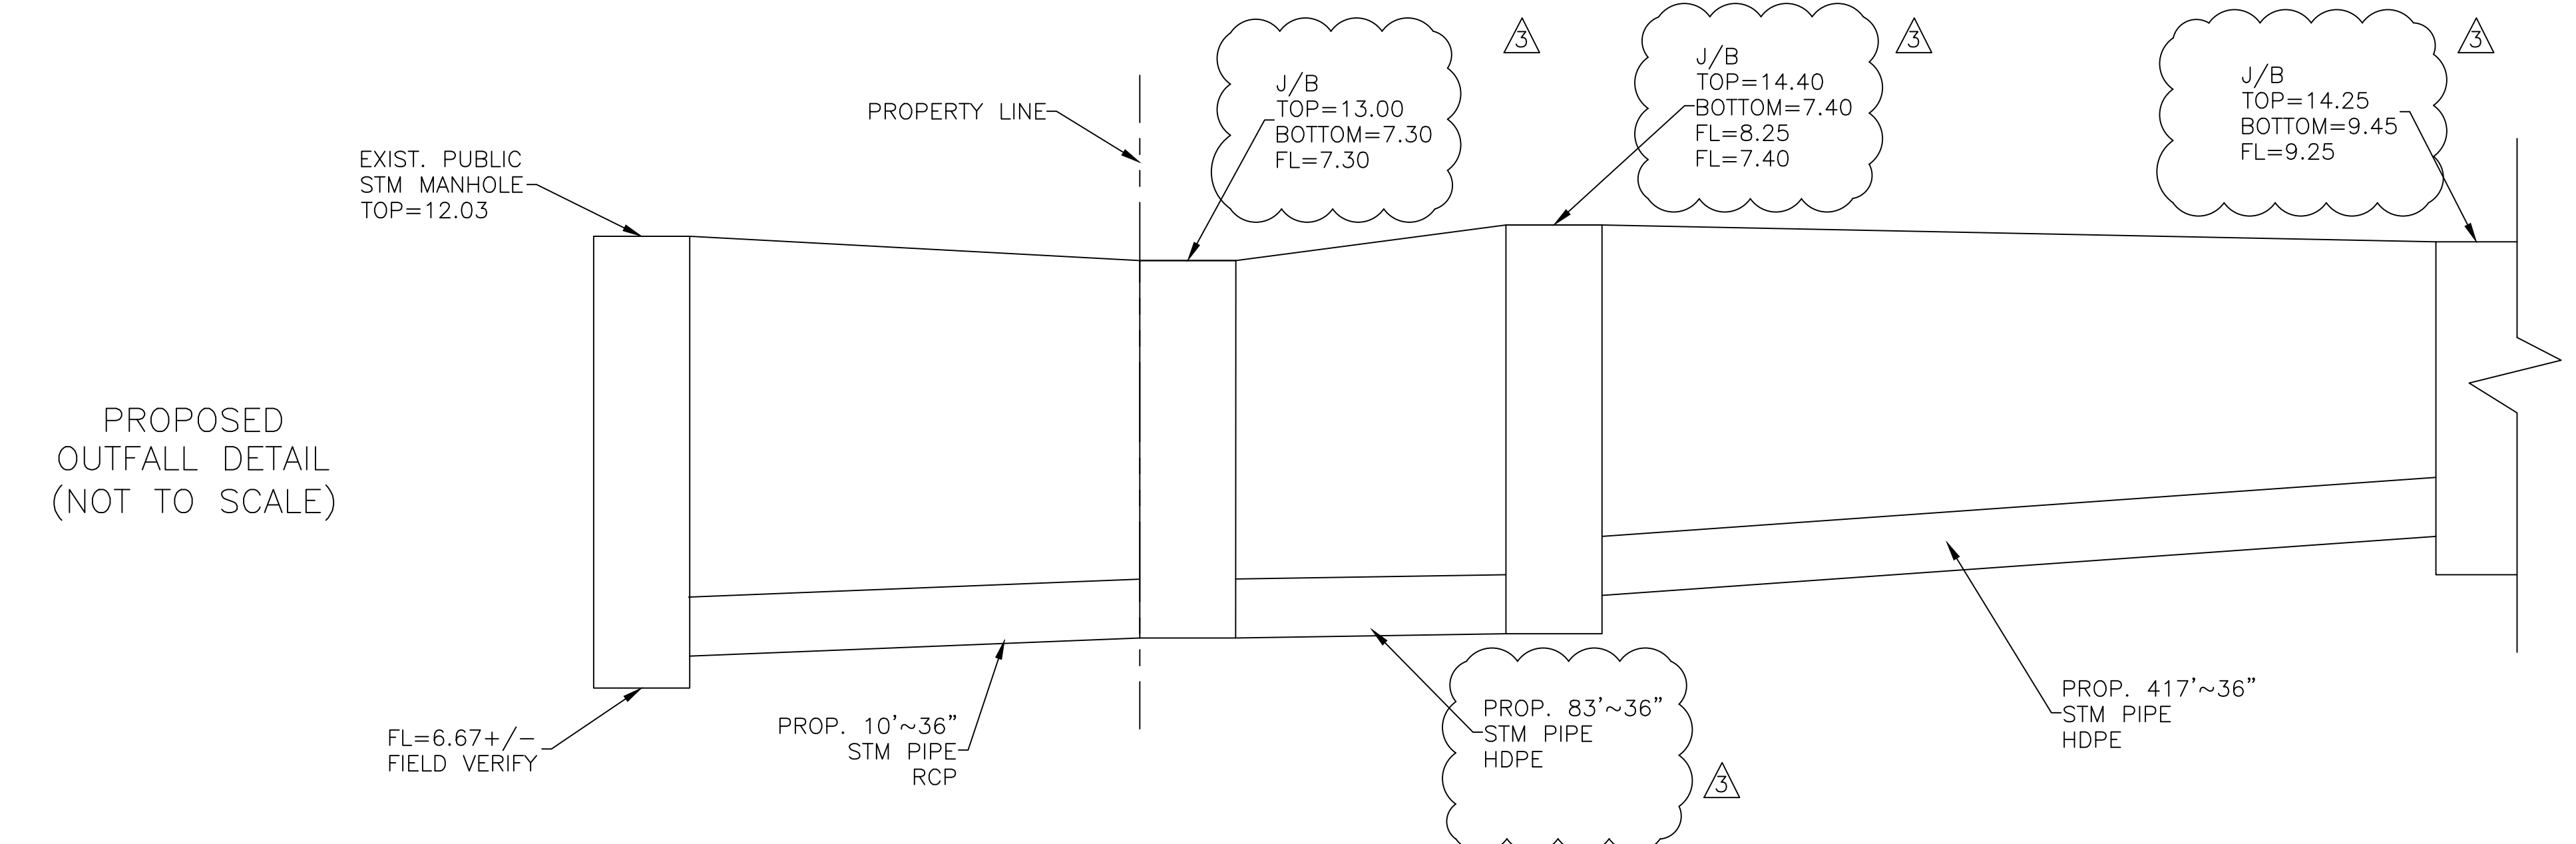 PROPOSED
OUTFALL DETAIL
(NOT TO SCALE)
EXIST. PUBLIC
STM MANHOLE
TOP=12.03
PROPERTY LINE
J/B
TOP=13.00
BOTTOM=7.30
FL=7.30
3
J/B
TOP=14.40
BOTTOM=7.40
FL=8.25
FL=7.40
3
J/B
TOP=14.25
BOTTOM=9.45
FL=9.25
3
FL=6.67+/-
FIELD VERIFY
PROP. 10'~36"
STM PIPE
RCP
PROP. 83'~36"
STM PIPE
HDPE
3
PROP. 417'~36"
STM PIPE
HDPE